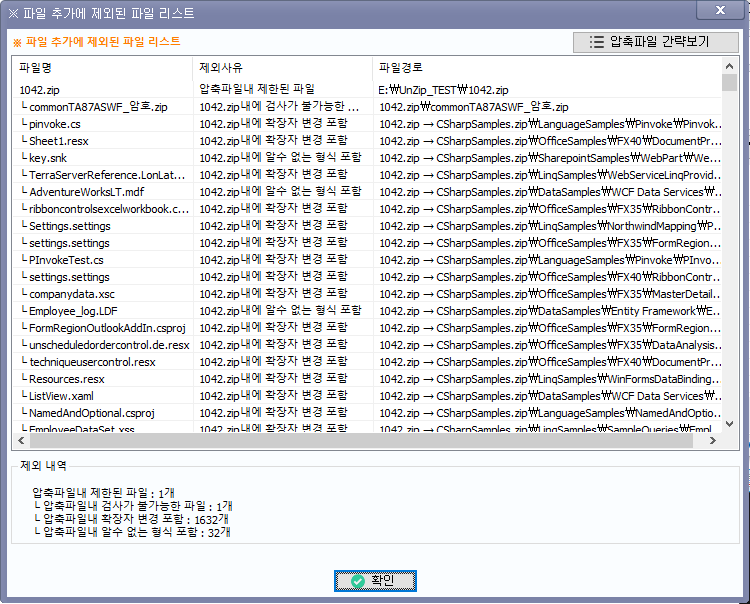 ※ 파일 추가에 제외된 파일 리스트
※ 파일 추가에 제외된 파일 리스트
압축파일 간략보기
파일명 제외사유 파일경로
1042.zip 압축파일내 제한된 파일 E:₩UnZip_TEST₩1042.zip
└ commonTA87ASWF_암호.zip 1042.zip내에 검사가 불가능한 ... 1042.zip₩commonTA87ASWF_암호.zip
└ pinvoke.cs 1042.zip내에 확장자 변경 포함 1042.zip → CSharpSamples.zip₩LanguageSamples₩Pinvoke₩Pinvok...
└ Sheet1.resx 1042.zip내에 확장자 변경 포함 1042.zip → CSharpSamples.zip₩OfficeSamples₩FX40₩DocumentPr...
└ key.snk 1042.zip내에 알수 없는 형식 포함 1042.zip → CSharpSamples.zip₩SharepointSamples₩WebPart₩We...
└ TerraServerReference.LonLat... 1042.zip내에 확장자 변경 포함 1042.zip → CSharpSamples.zip₩LinqSamples₩WebServiceLinqProvid...
└ AdventureWorksLT.mdf 1042.zip내에 알수 없는 형식 포함 1042.zip → CSharpSamples.zip₩DataSamples₩WCF Data Services₩...
└ ribboncontrolsexcelworkbook.c... 1042.zip내에 확장자 변경 포함 1042.zip → CSharpSamples.zip₩OfficeSamples₩FX35₩RibbonContr...
└ Settings.settings 1042.zip내에 확장자 변경 포함 1042.zip → CSharpSamples.zip₩LinqSamples₩NorthwindMapping₩P...
└ settings.settings 1042.zip내에 확장자 변경 포함 1042.zip → CSharpSamples.zip₩OfficeSamples₩FX35₩FormRegion...
└ PInvokeTest.cs 1042.zip내에 확장자 변경 포함 1042.zip → CSharpSamples.zip₩LanguageSamples₩Pinvoke₩PInvo...
└ settings.settings 1042.zip내에 확장자 변경 포함 1042.zip → CSharpSamples.zip₩OfficeSamples₩FX40₩RibbonContr...
└ companydata.xsc 1042.zip내에 확장자 변경 포함 1042.zip → CSharpSamples.zip₩OfficeSamples₩FX35₩MasterDetail...
└ Employee_log.LDF 1042.zip내에 알수 없는 형식 포함 1042.zip → CSharpSamples.zip₩DataSamples₩Entity Framework₩E...
└ FormRegionOutlookAddIn.csproj 1042.zip내에 확장자 변경 포함 1042.zip → CSharpSamples.zip₩OfficeSamples₩FX35₩FormRegion...
└ unscheduledordercontrol.de.resx 1042.zip내에 확장자 변경 포함 1042.zip → CSharpSamples.zip₩OfficeSamples₩FX35₩DataAnalysis...
└ techniqueusercontrol.resx 1042.zip내에 확장자 변경 포함 1042.zip → CSharpSamples.zip₩OfficeSamples₩FX40₩DocumentPr...
└ Resources.resx 1042.zip내에 확장자 변경 포함 1042.zip → CSharpSamples.zip₩LinqSamples₩WinFormsDataBinding...
└ ListView.xaml 1042.zip내에 확장자 변경 포함 1042.zip → CSharpSamples.zip₩DataSamples₩WCF Data Services₩...
└ NamedAndOptional.csproj 1042.zip내에 확장자 변경 포함 1042.zip → CSharpSamples.zip₩LanguageSamples₩NamedAndOptio...
└ EmployeeDataSet.xss 1042.zip내에 확장자 변경 포함 1042.zip → CSharpSamples.zip₩LinqSamples₩SampleQueries₩Empl...
제외 내역
압축파일내 제한된 파일 : 1개
└ 압축파일내 검사가 불가능한 파일 : 1개
└ 압축파일내 확장자 변경 포함 : 1632개
└ 압축파일내 알수 없는 형식 포함 : 32개
확인